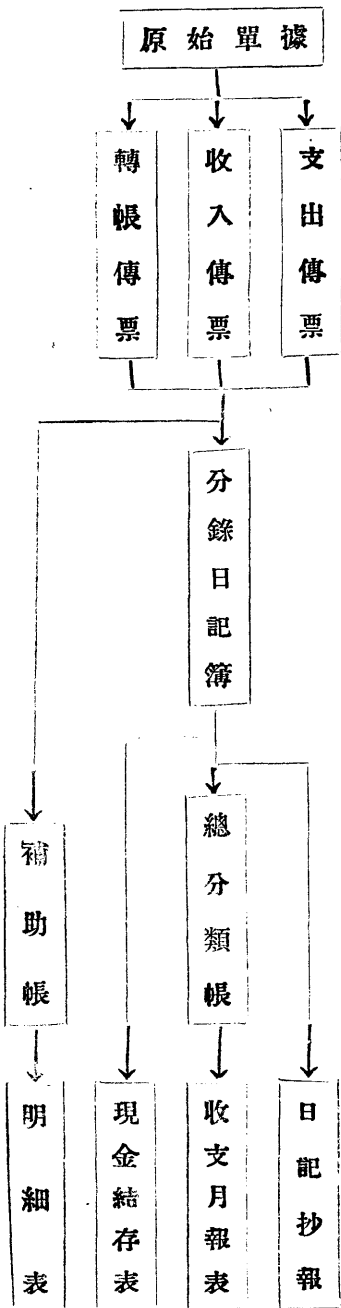 原始單據
支出傳票
收入傳票
轉帳傳票
分錄日記簿
總分類帳
補助帳
日記抄報
收支月報表
現金結存表
明細表